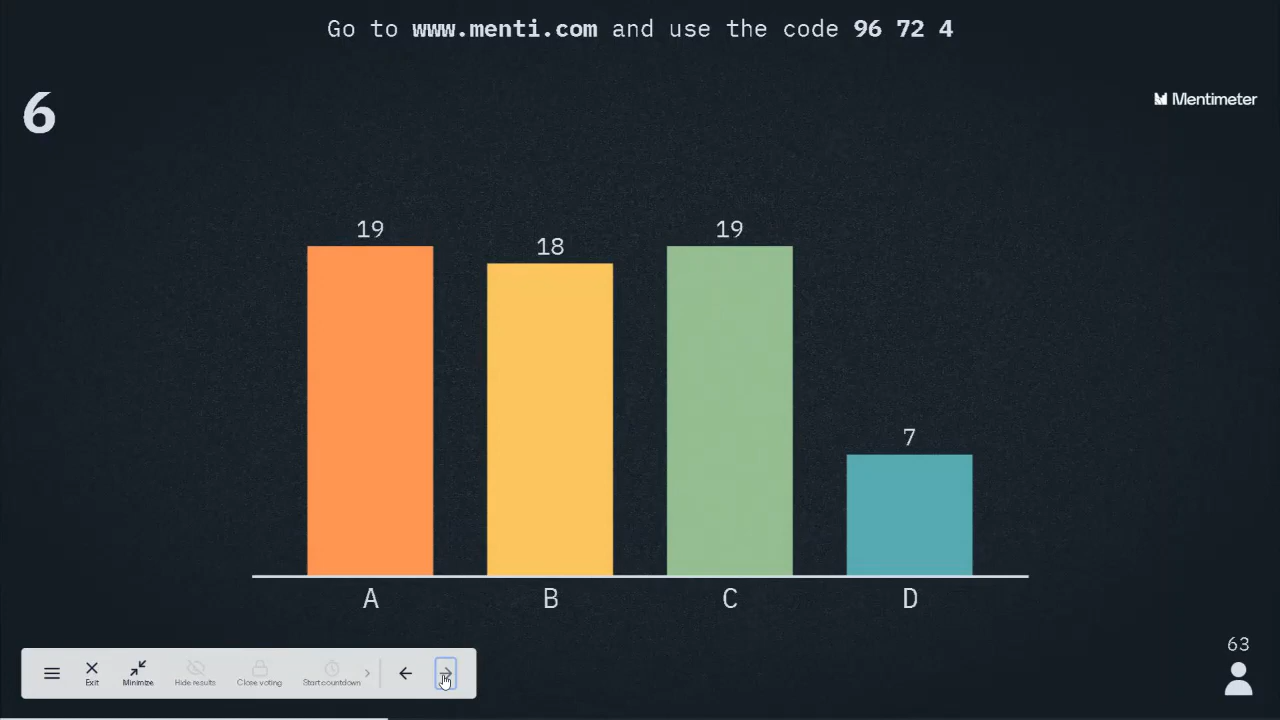 Go to www.menti.com and use the code 96 72 4
6
Mentimeter
19
18
19
7
A
B
C
D
63
Exit
Minimize
Hide results
Close voting
Start countdown